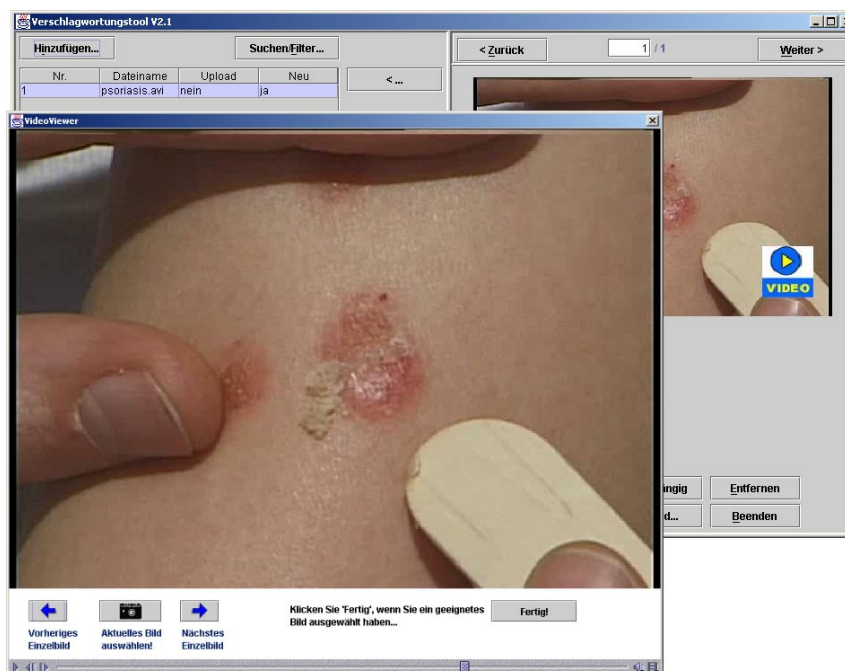 Verschlagwortungstool V2.1
Hinzufügen...
Suchen/Filter...
< ...
< Zurück
1 / 1
Weiter >
Nr. Dateiname Upload Neu
1 psoriasis.avi nein ja
VideoViewer
VIDEO
ängig
Entfernen
d...
Beenden
Vorheriges
Einzelbild
Aktuelles Bild
auswählen!
Nächstes
Einzelbild
Klicken Sie 'Fertig', wenn Sie ein geeignetes
Bild ausgewählt haben...
Fertig!